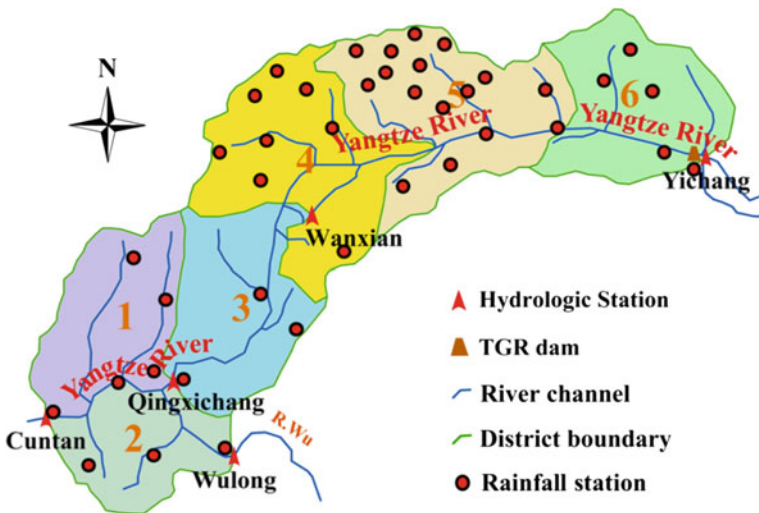 N
5
6
Yangtze River
Yangtze River
4
Yichang
Wanxian
3
1
Yangtze River
Qingxichang
Cuntan
2
R.Wu
Wulong
Hydrologic Station
TGR dam
River channel
District boundary
Rainfall station